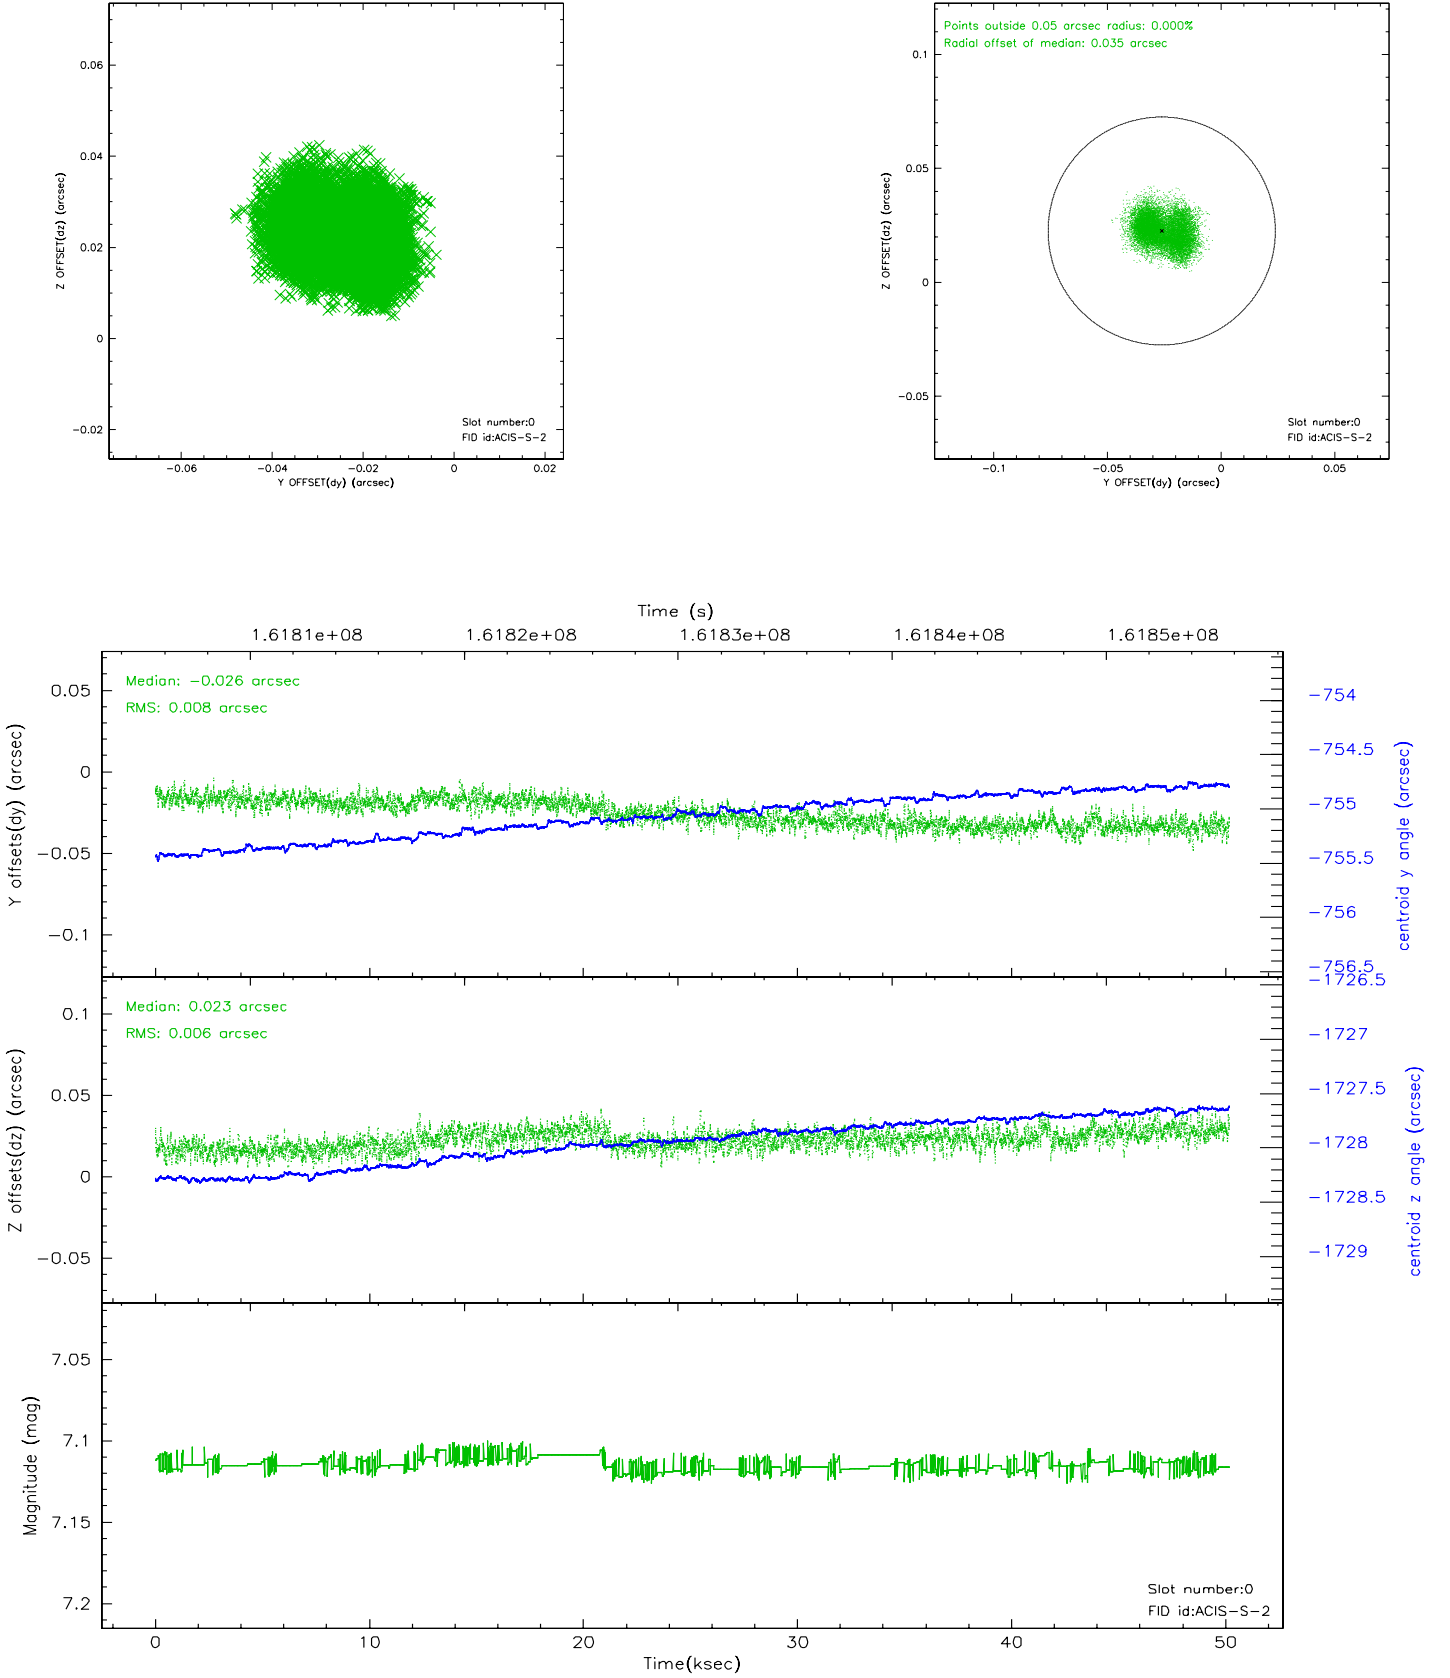 Points outside 0.05 arcsec radius: 0.000%
Radial offset of median: 0.035 arcsec
0.06
0.04
0.02
0
−0.02
Z OFFSET(dz) (arcsec)
Slot number:0
FID id:ACIS−S−2
−0.06 −0.04 −0.02 0 0.02
Y OFFSET(dy) (arcsec)
0.1
0.05
0
−0.05
Z OFFSET(dz) (arcsec)
Slot number:0
FID id:ACIS−S−2
−0.1 −0.05 0 0.05
Y OFFSET(dy) (arcsec)
Time (s)
1.6181e+08 1.6182e+08 1.6183e+08 1.6184e+08 1.6185e+08
Median: −0.026 arcsec
RMS: 0.008 arcsec
0.05
0
−0.05
−0.1
Y offsets(dy) (arcsec)
−754
−754.5
−755
−755.5
−756
−756.5
centroid y angle (arcsec)
Median: 0.023 arcsec
RMS: 0.006 arcsec
0.1
0.05
0
−0.05
Z offsets(dz) (arcsec)
−1726.5
−1727
−1727.5
−1728
−1728.5
−1729
centroid z angle (arcsec)
7.05
7.1
7.15
7.2
Magnitude (mag)
Slot number:0
FID id:ACIS−S−2
0 10 20 30 40 50
Time(ksec)